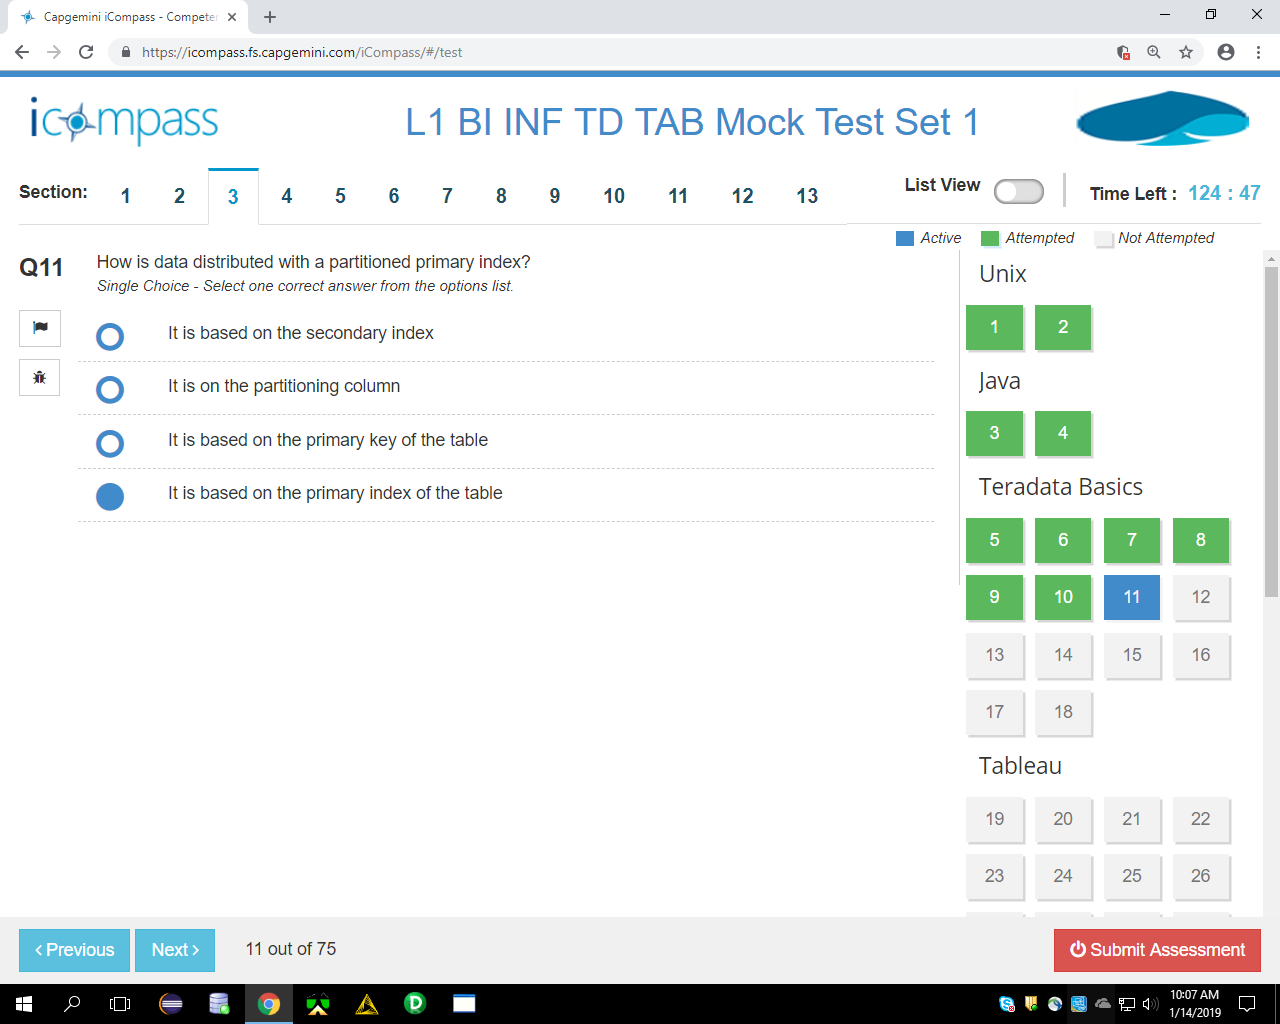 Capgemini iCompass - Competer
https://icompass.fs.capgemini.com/iCompass/#/test
icompass
L1 BI INF TD TAB Mock Test Set 1
Section: 1 2 3 4 5 6 7 8 9 10 11 12 13
List View
Time Left : 124 : 47
Active Attempted Not Attempted
Q11
How is data distributed with a partitioned primary index?
Single Choice - Select one correct answer from the options list.
It is based on the secondary index
It is on the partitioning column
It is based on the primary key of the table
It is based on the primary index of the table
Unix
1 2
Java
3 4
Teradata Basics
5 6 7 8
9 10 11 12
13 14 15 16
17 18
Tableau
19 20 21 22
23 24 25 26
Previous
Next
11 out of 75
Submit Assessment
10:07 AM
1/14/2019